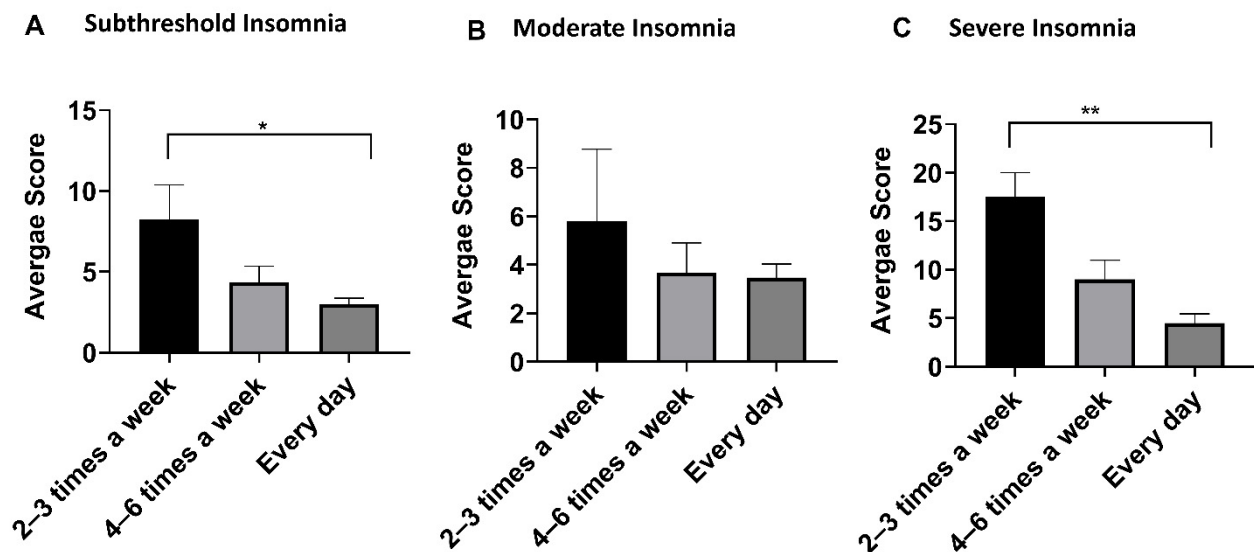 A Subthreshold Insomnia
Avergae Score
15
10
5
0
*
2–3 times a week
4–6 times a week
Every day
B Moderate Insomnia
Avergae Score
10
8
6
4
2
0
2–3 times a week
4–6 times a week
Every day
C Severe Insomnia
Avergae Score
25
20
15
10
5
0
**
2–3 times a week
4–6 times a week
Every day